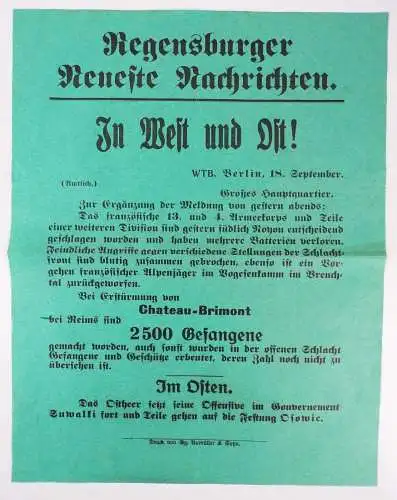 Regensburger
Neueste Nachrichten.
In West und Ost!
WTB. Berlin, 18. September.
(Amtlich.)
Großes Hauptquartier.
Zur Ergänzung der Meldung von gestern abends:
Das französische 13. und 4. Armeekorps und Teile
einer weiteren Division sind gestern südlich Noyon entscheidend
geschlagen worden und haben mehrere Batterien verloren.
Feindliche Angriffe gegen verschiedene Stellungen der Schlacht-
front sind blutig zusammen gebrochen, ebenso ist ein Vor-
gehen französischer Alpenjäger im Vogesenkamm im Breusch-
tal zurückgeworfen.
Bei Erstürmung von
Chateau-Brimont
bei Reims sind
2500 Gefangene
gemacht worden, auch sonst wurden in der offenen Schlacht
Gefangene und Geschütze erbeutet, deren Zahl noch nicht zu
übersehen ist.
Im Osten.
Das Ostheer setzt seine Offensive im Gouvernement
Suwalki fort und Teile gehen auf die Festung Osowie.
Druck von